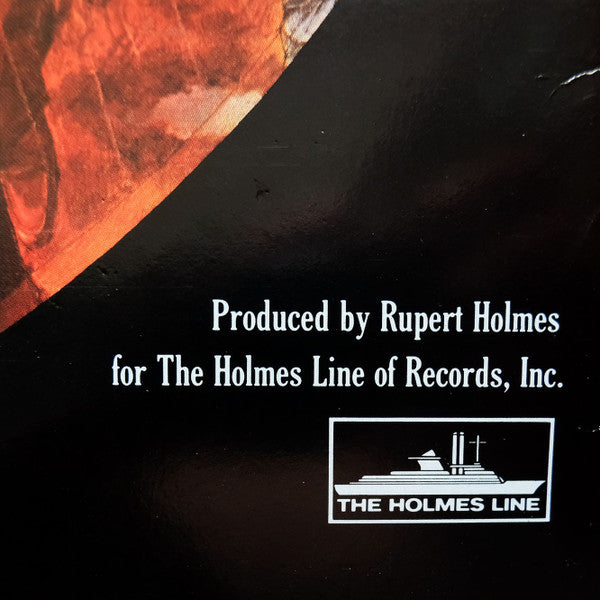 Produced by Rupert Holmes
for The Holmes Line of Records, Inc.
THE HOLMES LINE